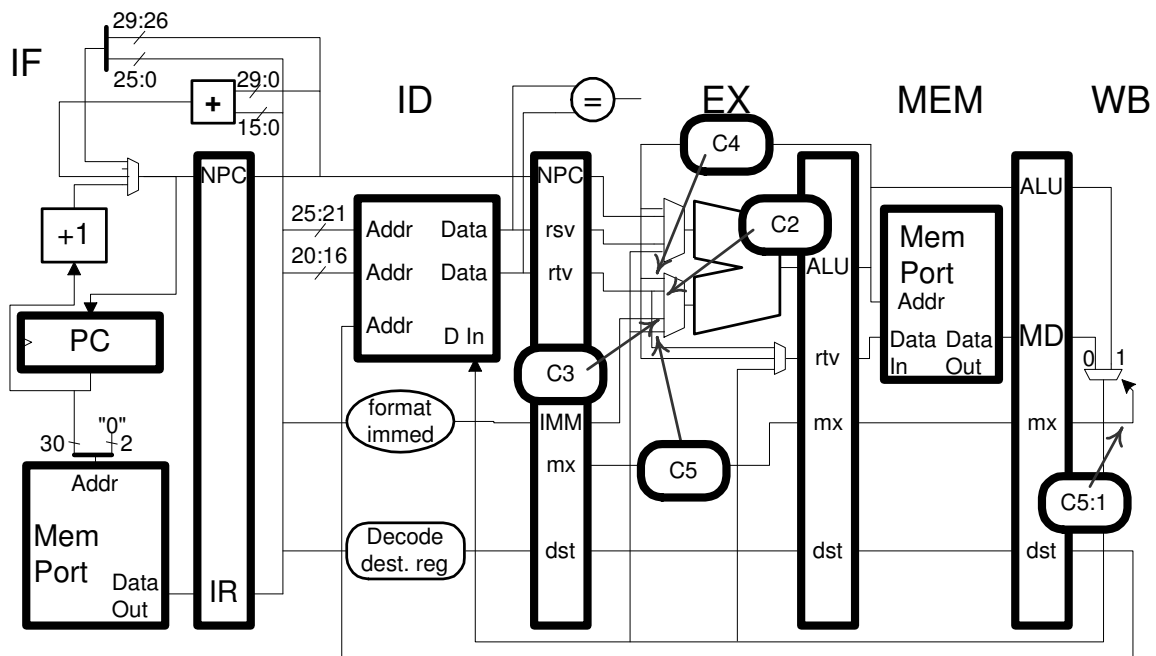 29:26
25:0
IF
29:0
+
15:0
ID
=
EX
MEM
WB
C4
C2
NPC
NPC
ALU
25:21
20:16
Addr
Data
Addr
Data
Addr
D In
rsv
rtv
ALU
Mem
Port
Addr
Data
In
Data
Out
+1
PC
C3
rtv
MD
0
1
format
immed
IMM
mx
mx
mx
"0"
30
2
Addr
Mem
Port
Data
Out
IR
C5
C5:1
Decode
dest. reg
dst
dst
dst